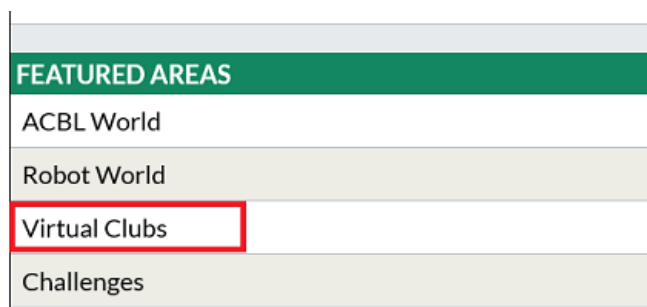 FEATURED AREAS
ACBL World
Robot World
Virtual Clubs
Challenges